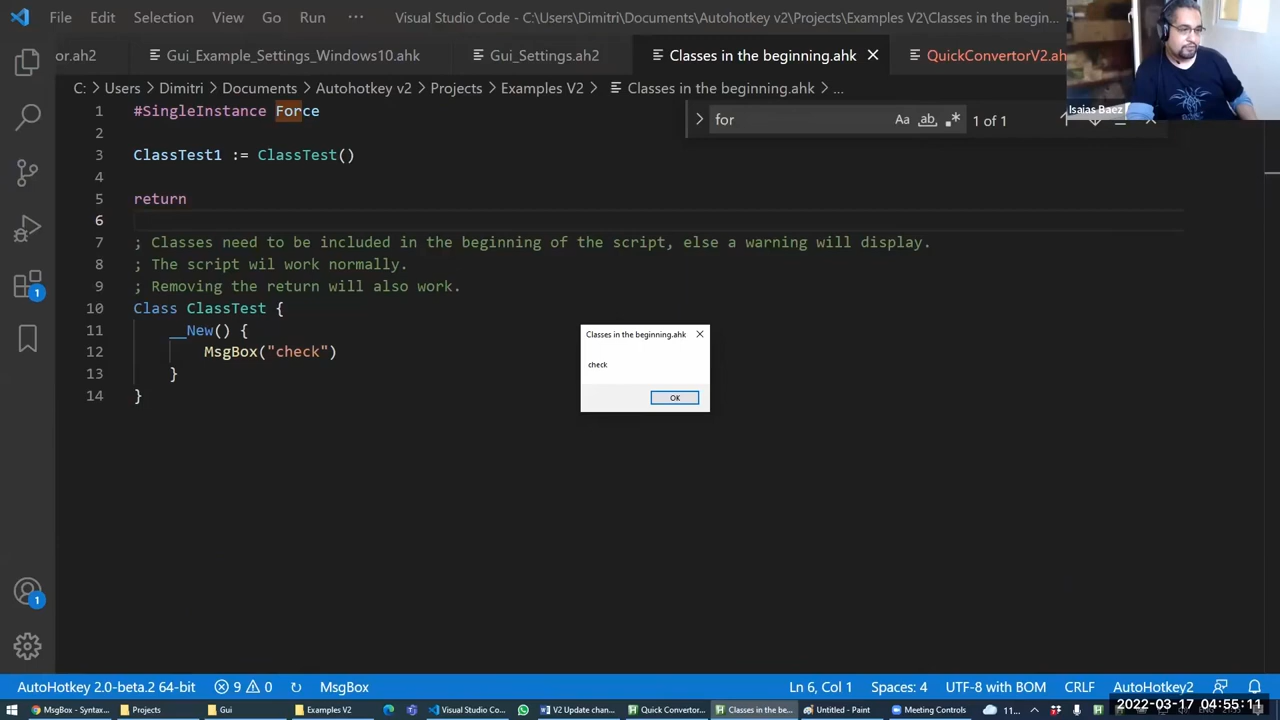 File Edit Selection View Go Run ··· Visual Studio Code - C:\Users\Dimitri\Documents\Autohotkey v2\Projects\Examples V2\Classes in the begin...
or.ah2 Gui_Example_Settings_Windows10.ahk Gui_Settings.ah2 Classes in the beginning.ahk QuickConvertorV2.ah
C: > Users > Dimitri > Documents > Autohotkey v2 > Projects > Examples V2 > Classes in the beginning.ahk > ...
Isaias Baez
for Aa ab 1 of 1
1 #SingleInstance Force
2
3 ClassTest1 := ClassTest()
4
5 return
6
7 ; Classes need to be included in the beginning of the script, else a warning will display.
8 ; The script wil work normally.
9 ; Removing the return will also work.
10 Class ClassTest {
11 __New() {
12 MsgBox("check")
13 }
14 }
Classes in the beginning.ahk
check
OK
1
1
AutoHotkey 2.0-beta.2 64-bit 9 0 MsgBox Ln 6, Col 1 Spaces: 4 UTF-8 with BOM CRLF AutoHotkey2
MsgBox - Syntax... Projects Gui Examples V2 Visual Studio Co... V2 Update chan... Quick Convertor... Classes in the be... Untitled - Paint Meeting Controls 11...
2022-03-17 04:55:11